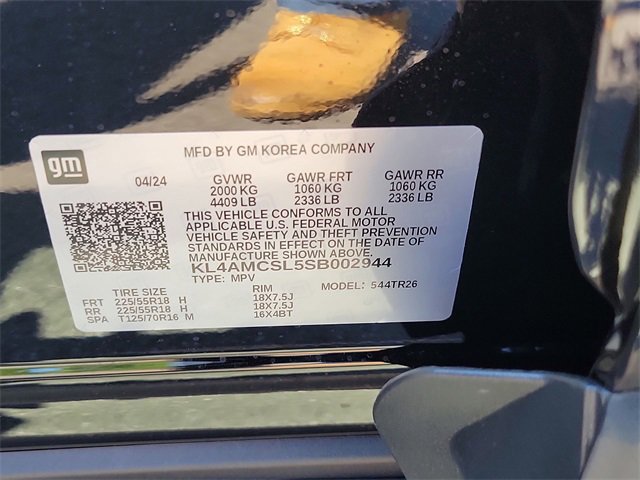 gm
MFD BY GM KOREA COMPANY
04/24 GVWR GAWR FRT GAWR RR
2000 KG 1060 KG 1060 KG
4409 LB 2336 LB 2336 LB
THIS VEHICLE CONFORMS TO ALL
APPLICABLE U.S. FEDERAL MOTOR
VEHICLE SAFETY AND THEFT PREVENTION
STANDARDS IN EFFECT ON THE DATE OF
MANUFACTURE SHOWN ABOVE.
KL4AMCSL5SB002944
TYPE: MPV MODEL: 544TR26
TIRE SIZE RIM
FRT 225/55R18 H 18X7.5J
RR 225/55R18 H 18X7.5J
SPA T125/70R16 M 16X4BT